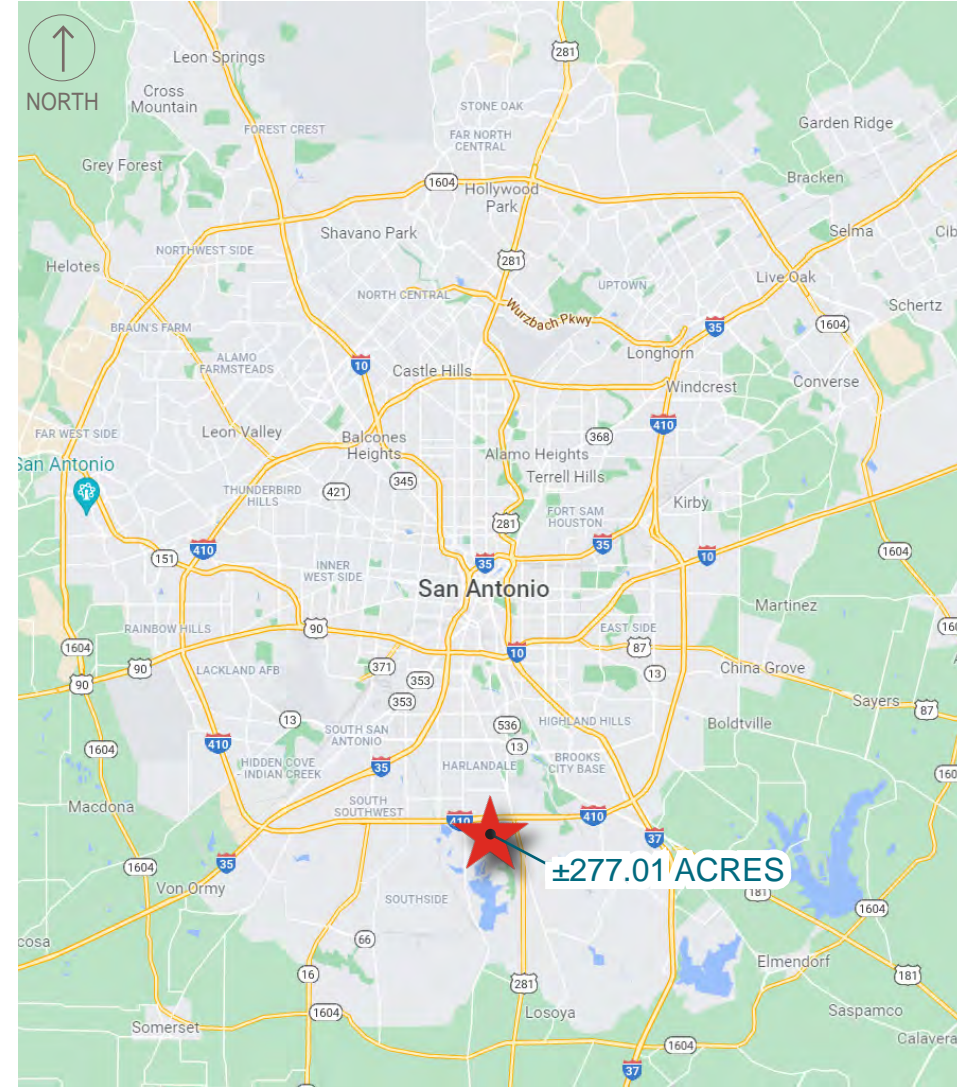 NORTH
Leon Springs
Cross
Mountain
281
STONE OAK
FAR NORTH
CENTRAL
FOREST CREST
Garden Ridge
Grey Forest
Bracken
1604
Hollywood
Park
Shavano Park
Selma
Cib
NORTHWEST SIDE
Helotes
281
UPTOWN
Live Oak
NORTH CENTRAL
Wurzbach Pkwy
Schertz
BRAUN'S FARM
35
1604
Longhorn
ALAMO
FARMSTEADS
10
Castle Hills
Windcrest
Converse
410
FAR WEST SIDE
Leon Valley
Balcones
Heights
368
Alamo Heights
San Antonio
Terrell Hills
345
THUNDERBIRD
HILLS
421
Kirby
FORT SAM
HOUSTON
281
410
35
35
10
1604
151
INNER
WEST SIDE
San Antonio
Martinez
RAINBOW HILLS
90
EAST SIDE
160
1604
10
87
90
371
13
China Grove
LACKLAND AFB
353
90
353
Sayers
87
13
536
HIGHLAND HILLS
Boldtville
SOUTH SAN
ANTONIO
410
13
1604
35
HARLANDALE
BROOKS
CITY BASE
HIDDEN COVE
- INDIAN CREEK
160
Macdona
SOUTH
SOUTHWEST
410
410
37
1604
35
±277.01 ACRES
Von Ormy
181
SOUTHSIDE
1604
cosa
66
Elmendorf
16
281
181
1604
Losoya
Saspamco
Somerset
1604
Calavera
37